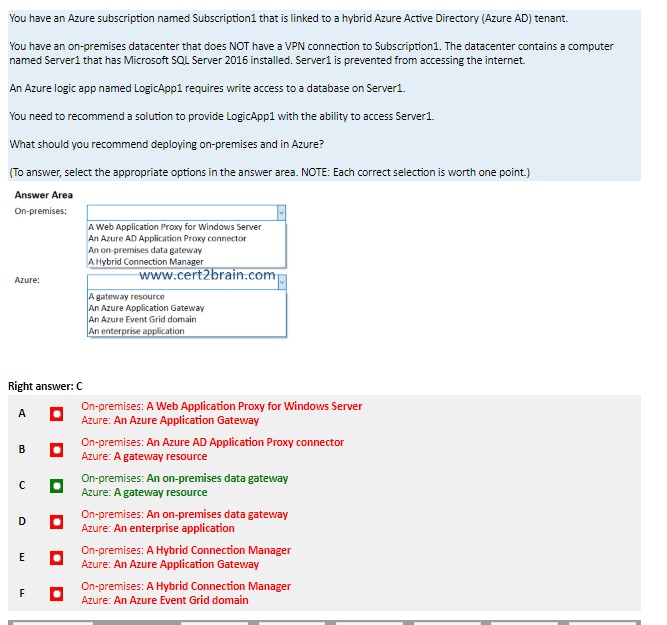 You have an Azure subscription named Subscription1 that is linked to a hybrid Azure Active Directory (Azure AD) tenant.
You have an on-premises datacenter that does NOT have a VPN connection to Subscription1. The datacenter contains a computer
named Server1 that has Microsoft SQL Server 2016 installed. Server1 is prevented from accessing the internet.
An Azure logic app named LogicApp1 requires write access to a database on Server1.
You need to recommend a solution to provide LogicApp1 with the ability to access Server1.
What should you recommend deploying on-premises and in Azure?
(To answer, select the appropriate options in the answer area. NOTE: Each correct selection is worth one point.)
Answer Area
On-premises:
A Web Application Proxy for Windows Server
An Azure AD Application Proxy connector
An on-premises data gateway
A Hybrid Connection Manager
www.cert2brain.com
Azure:
A gateway resource
An Azure Application Gateway
An Azure Event Grid domain
An enterprise application
Right answer: C
A
On-premises: A Web Application Proxy for Windows Server
Azure: An Azure Application Gateway
B
On-premises: An Azure AD Application Proxy connector
Azure: A gateway resource
C
On-premises: An on-premises data gateway
Azure: A gateway resource
D
On-premises: An on-premises data gateway
Azure: An enterprise application
E
On-premises: A Hybrid Connection Manager
Azure: An Azure Application Gateway
F
On-premises: A Hybrid Connection Manager
Azure: An Azure Event Grid domain